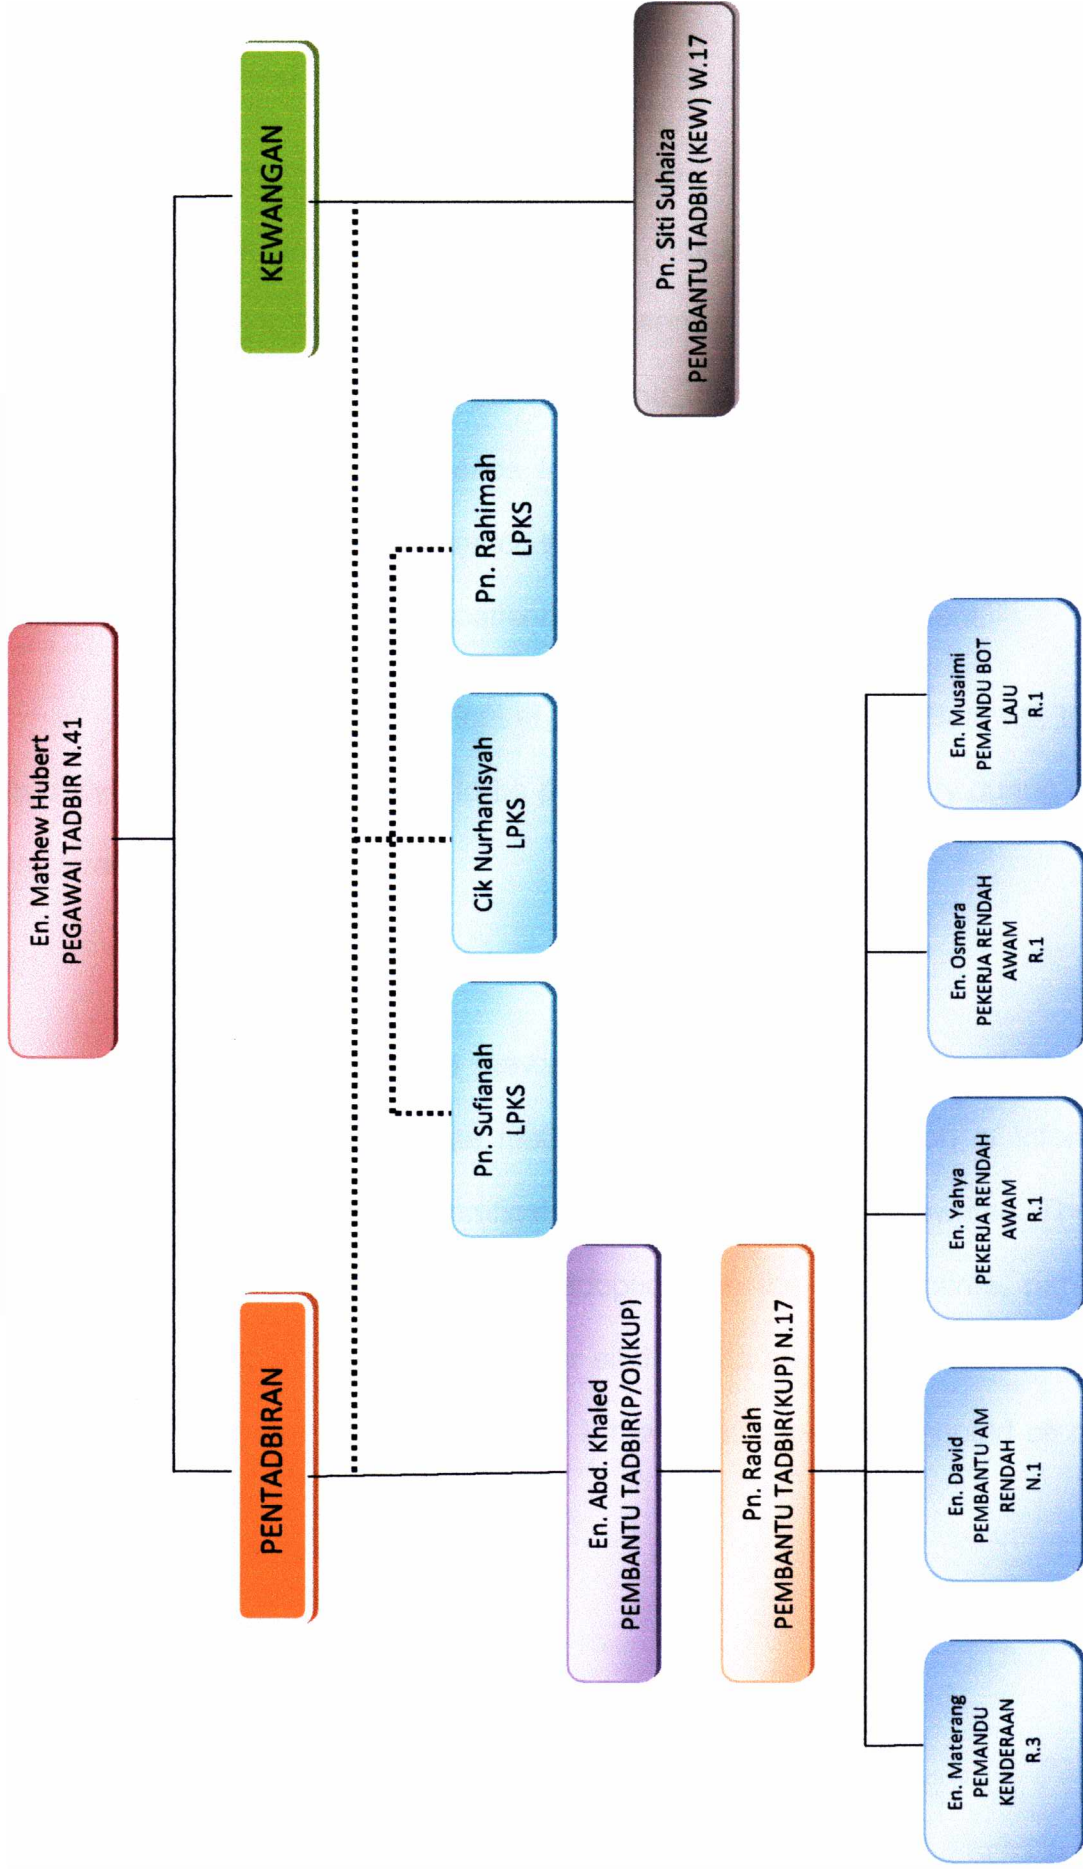 En. Mathew Hubert
PEGAWAI TADBIR N.41
PENTADBIRAN
KEWANGAN
Pn. Sufianah
LPKS
Cik Nurhanisyah
LPKS
Pn. Rahimah
LPKS
En. Abd. Khaled
PEMBANTU TADBIR(P/O)(KUP)
Pn. Siti Suhaiza
PEMBANTU TADBIR (KEW) W.17
Pn. Radiah
PEMBANTU TADBIR(KUP) N.17
En. Materang
PEMANDU
KENDERAAN
R.3
En. David
PEMBANTU AM
RENDAH
N.1
En. Yahya
PEKERJA RENDAH
AWAM
R.1
En. Osmera
PEKERJA RENDAH
AWAM
R.1
En. Musaimi
PEMANDU BOT
LAJU
R.1